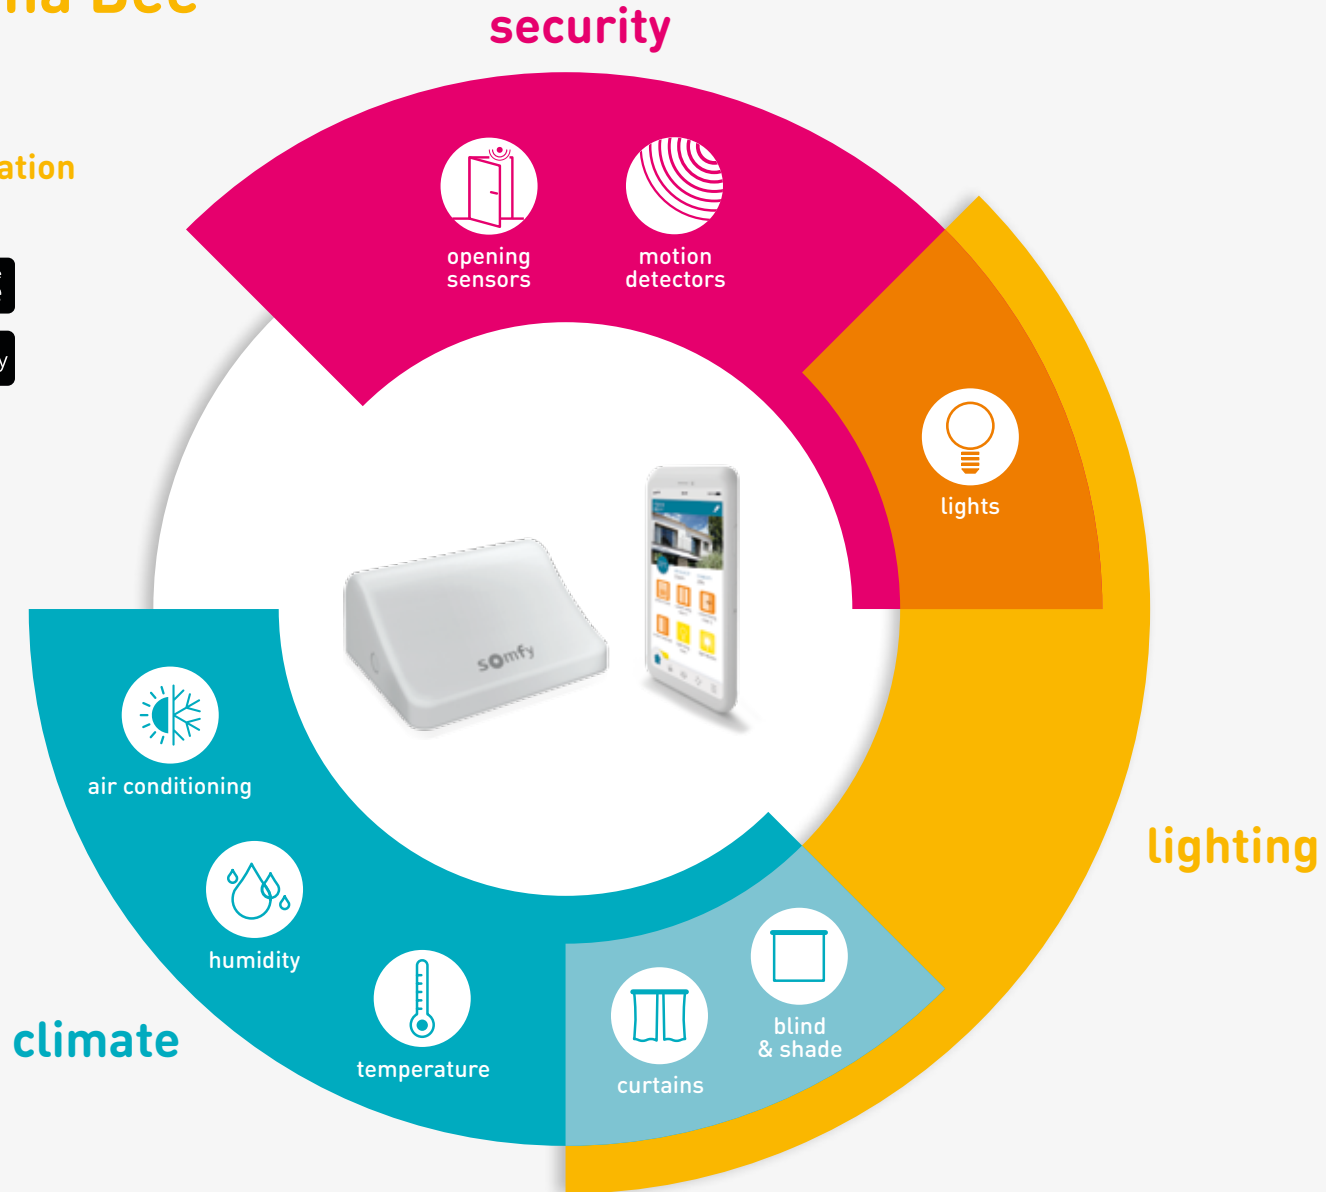 security
ation
opening
sensors
motion
detectors
lights
somfy
air conditioning
lighting
humidity
blind
& shade
climate
temperature
curtains